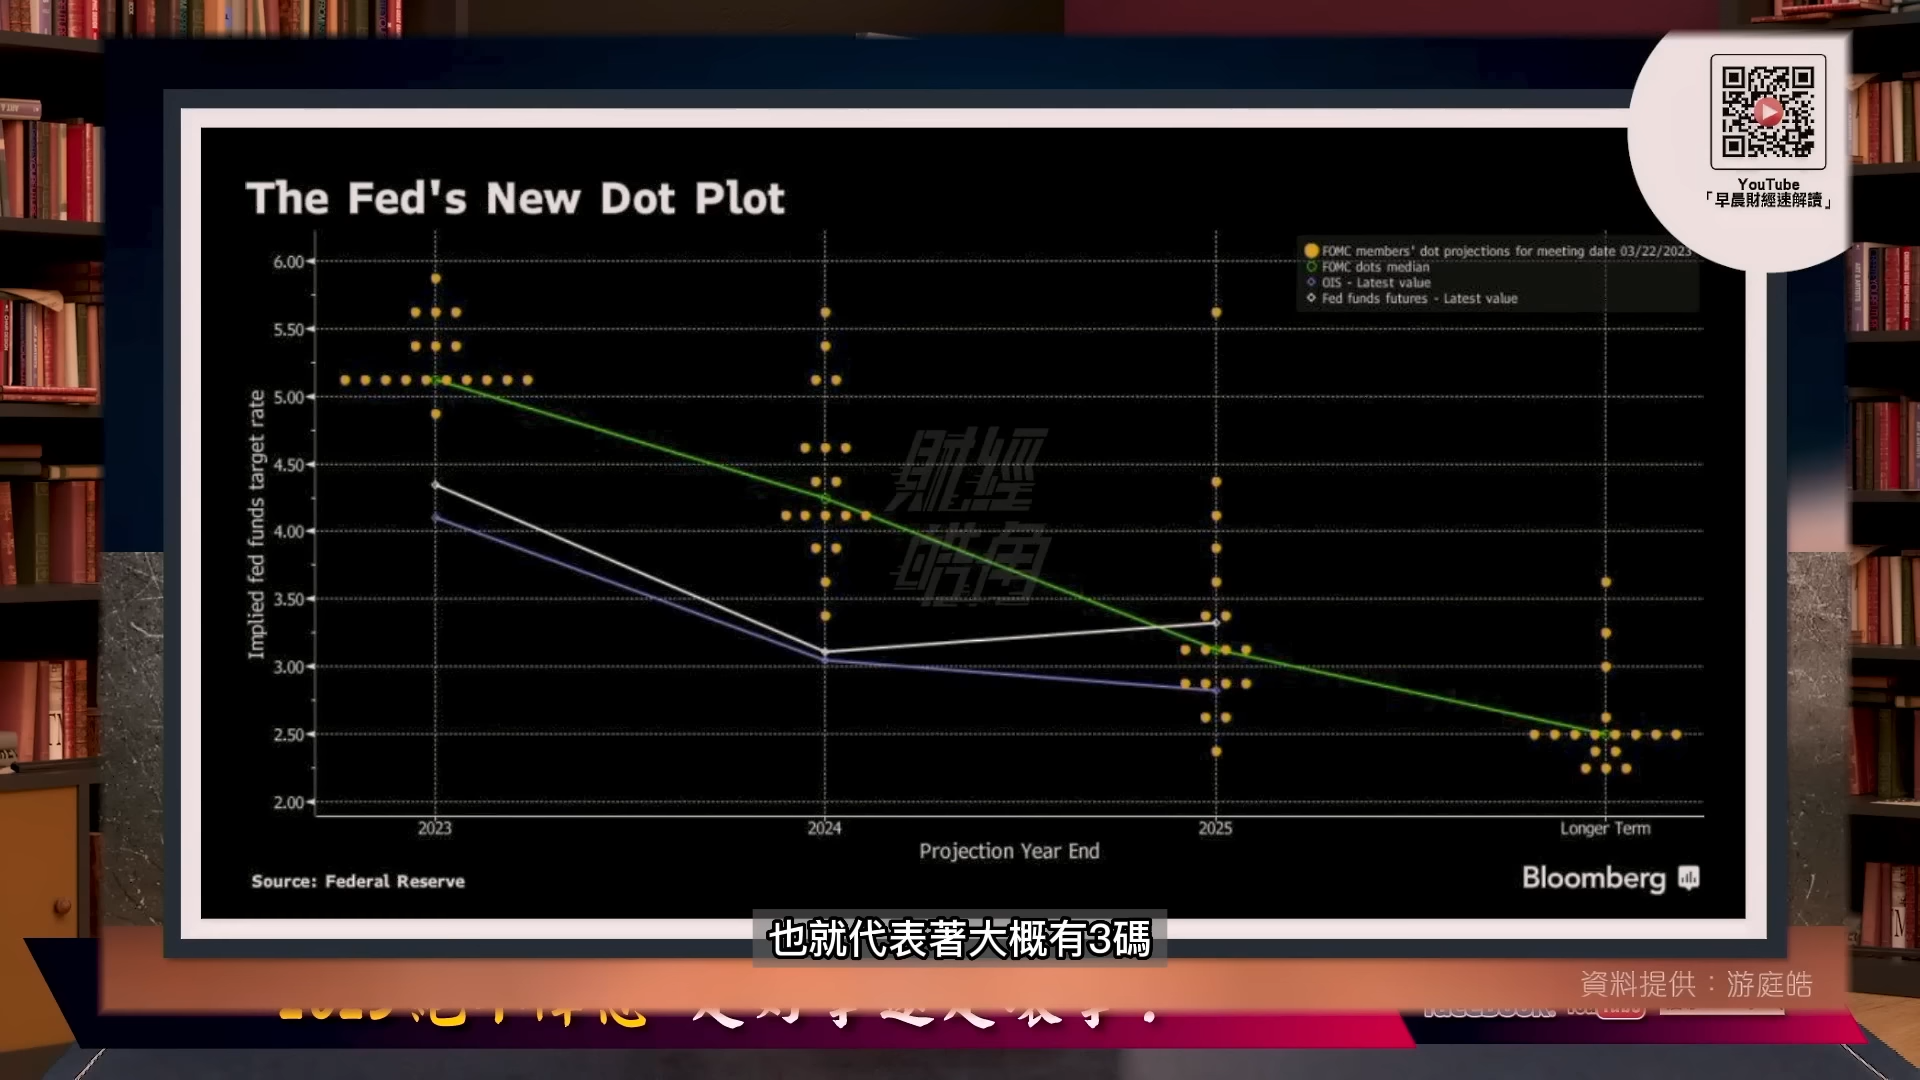 YouTube
「早晨財經速解讀」
The Fed's New Dot Plot
FOMC members' dot projections for meeting date 03/22/2023
FOMC dots median
OIS - Latest value
Fed funds futures - Latest value
6.00
5.50
5.00
4.50
4.00
3.50
3.00
2.50
2.00
Implied fed funds target rate
財經
皓角
2023
2024
2025
Longer Term
Projection Year End
Source: Federal Reserve
Bloomberg
也就代表著大概有3碼
資料提供：游庭皓